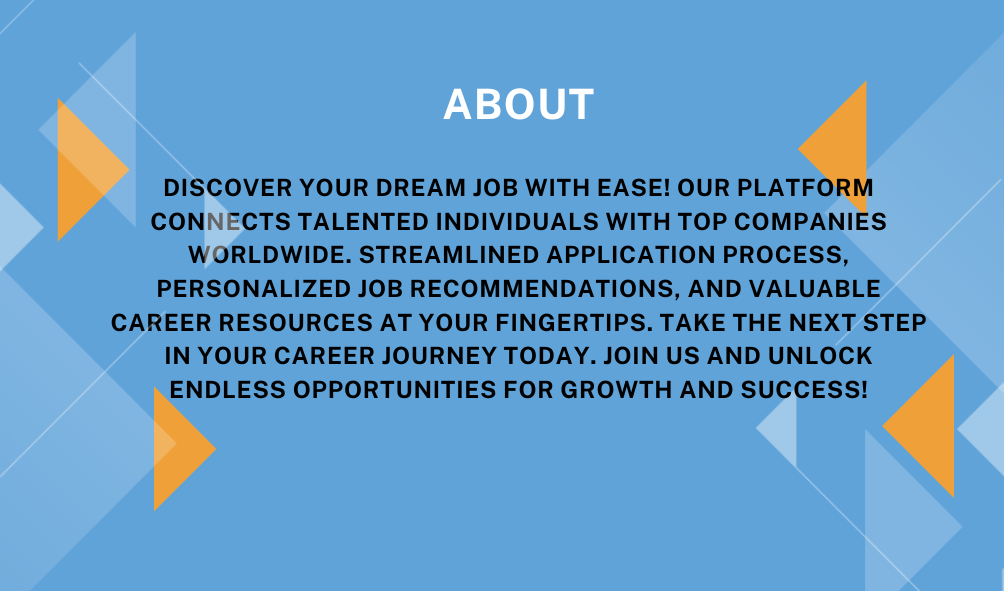 ABOUT
DISCOVER YOUR DREAM JOB WITH EASE! OUR PLATFORM
CONNECTS TALENTED INDIVIDUALS WITH TOP COMPANIES
WORLDWIDE. STREAMLINED APPLICATION PROCESS,
PERSONALIZED JOB RECOMMENDATIONS, AND VALUABLE
CAREER RESOURCES AT YOUR FINGERTIPS. TAKE THE NEXT STEP
IN YOUR CAREER JOURNEY TODAY. JOIN US AND UNLOCK
ENDLESS OPPORTUNITIES FOR GROWTH AND SUCCESS!